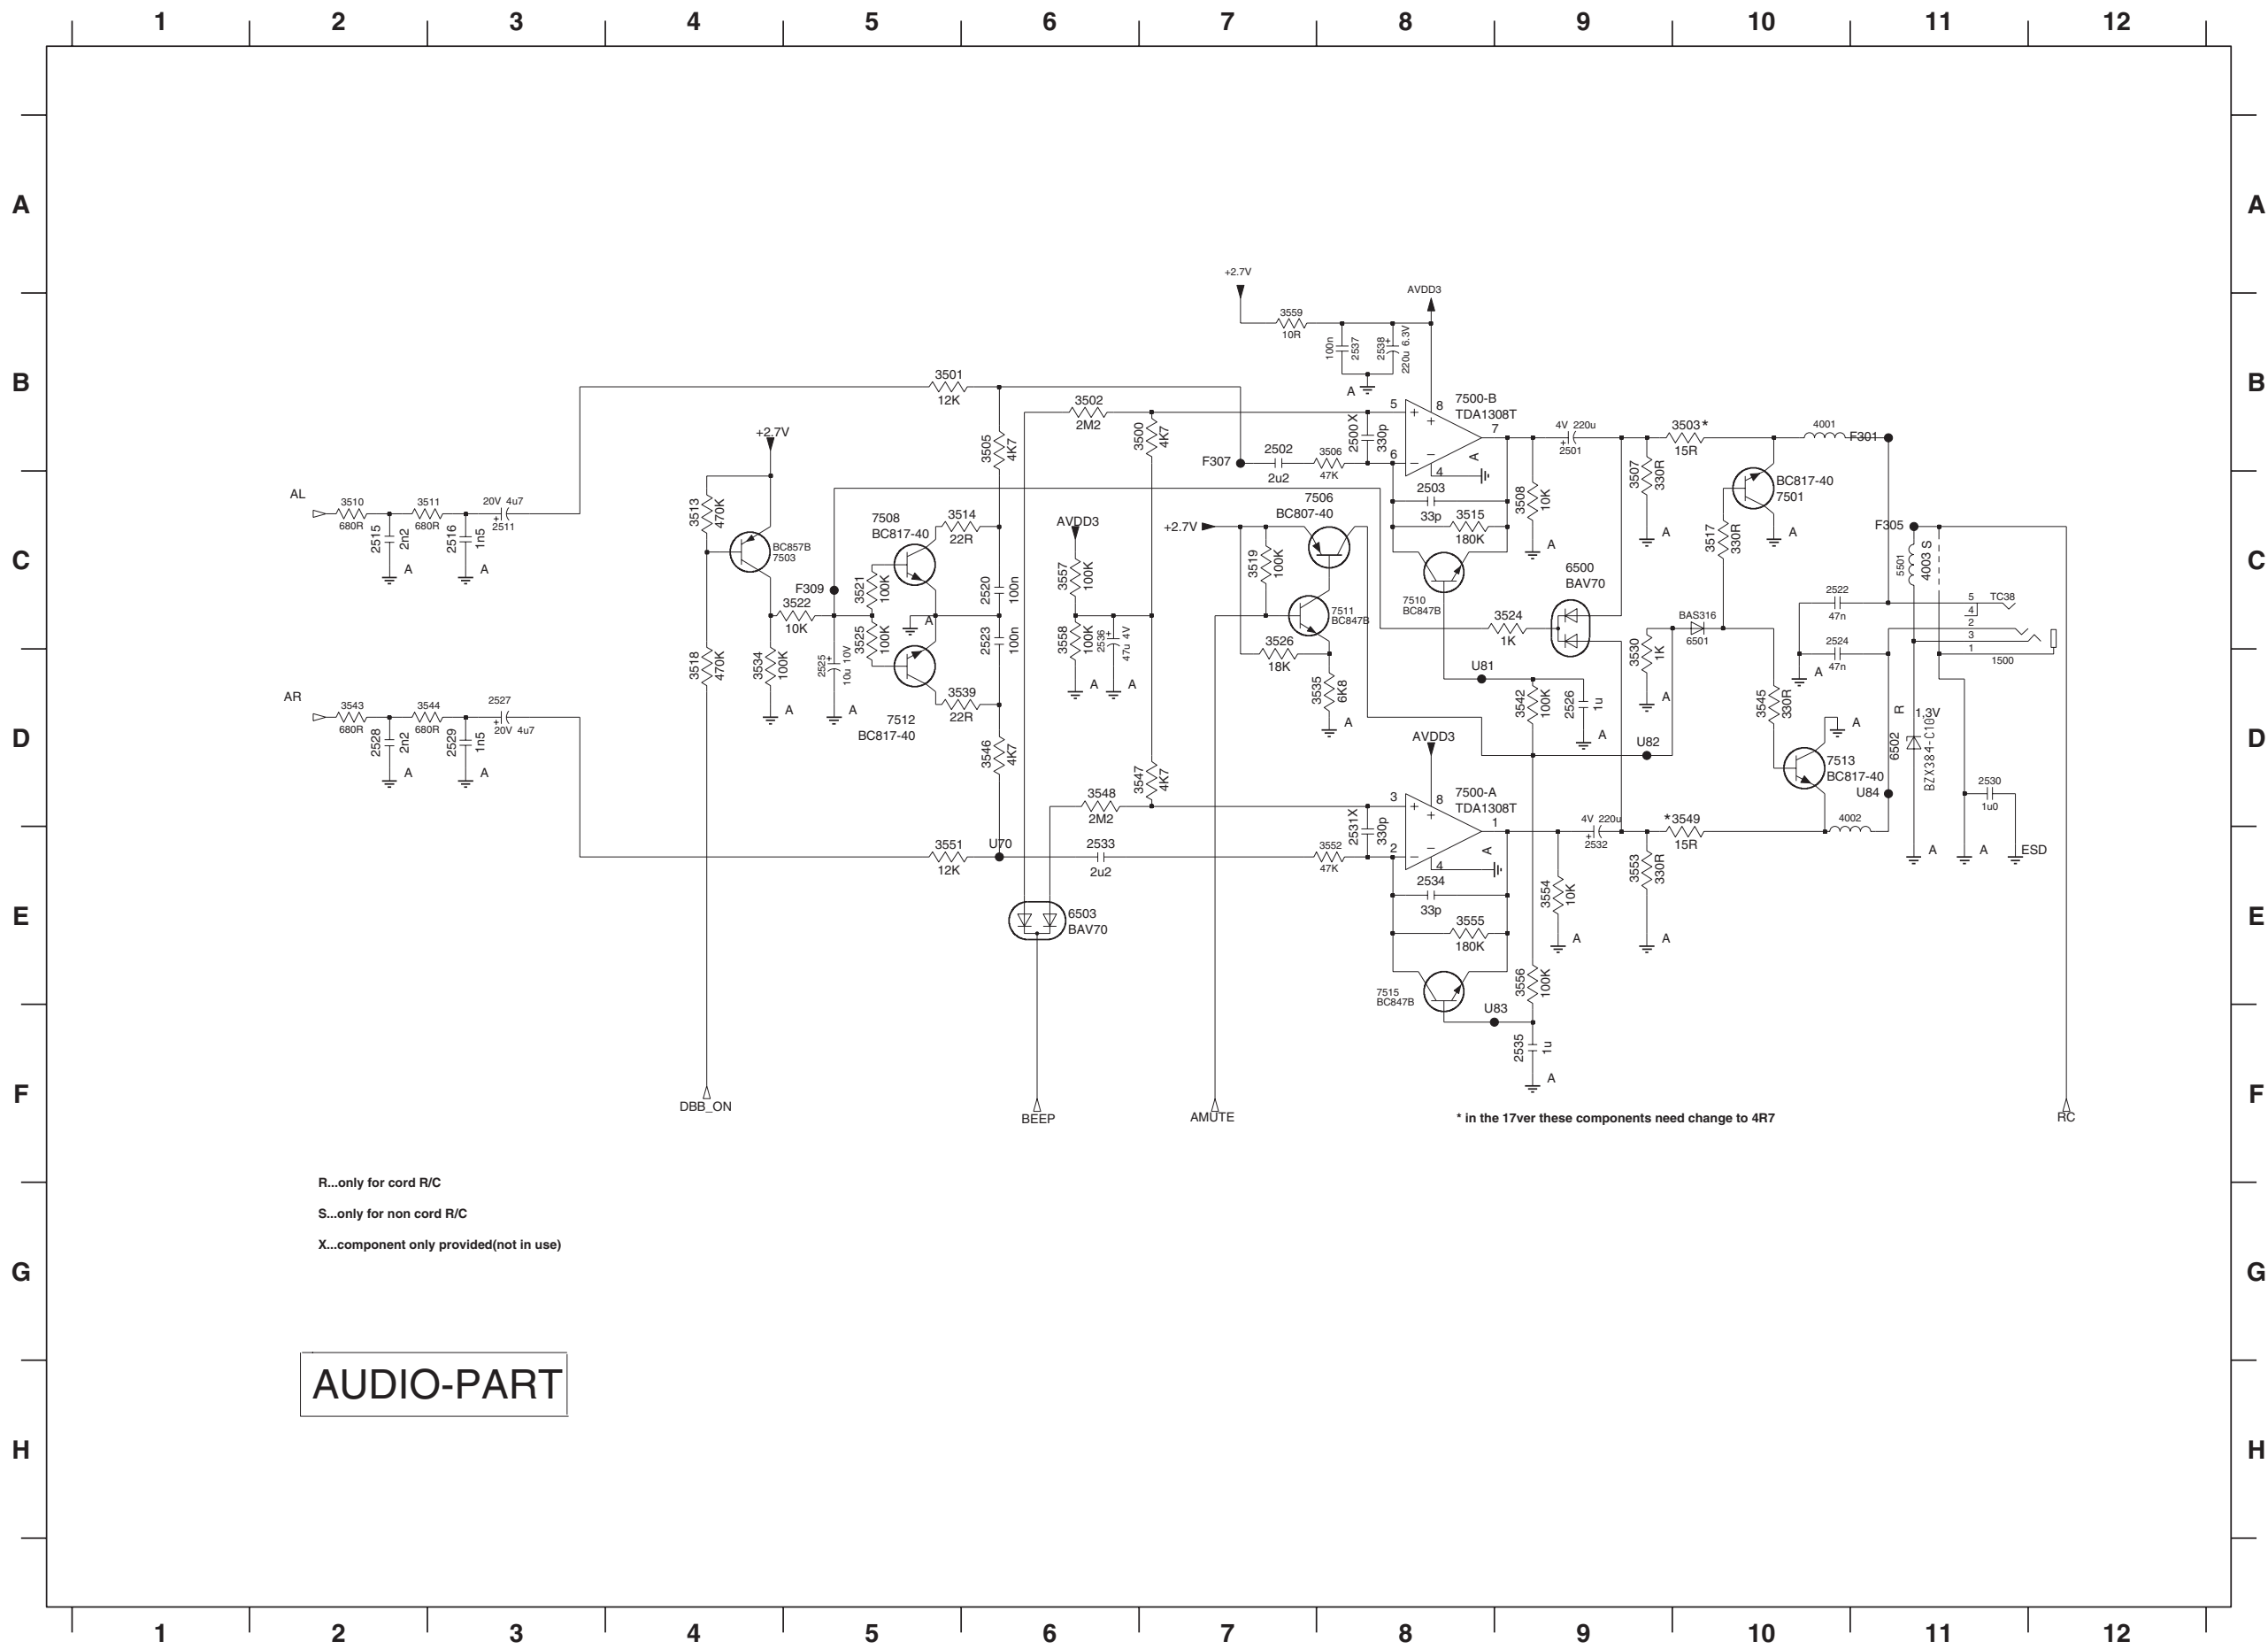 1 2 3 4 5 6 7 8 9 10 11 12
A A
+2.7V
AVDD3
3559
10R
100n
2537
2538
+
220u 6.3V
A
B B
3501
12K
3502
2M2
3500
4K7
3505
4K7
+2.7V
5
6
8
7
4
7500-B
TDA1308T
A
2500 X
330p
F307
2502
2u2
3506
47K
4V 220u
+
2501
3503*
15R
4001
F301
3507
330R
A
3508
10K
A
BC817-40
7501
A
AL
3510
680R
2515
2n2
A
3511
680R
2516
1n5
A
20V 4u7
+
2511
3513
470K
BC857B
7503
7508
BC817-40
3514
22R
AVDD3
+2.7V
7506
BC807-40
2503
33p
3515
180K
C C
F309
3522
10K
3521
100K
3525
100K
A
2520
100n
2523
100n
3557
100K
3558
100K
2536
+
47u 4V
A A
3519
100K
7511
BC847B
3526
18K
3535
6K8
A
7510
BC847B
3524
1K
6500
BAV70
3517
330R
BAS316
6501
3530
1K
A
F305
5501
4003 S
2522
47n
2524
47n
A
5
4
2
3
1
TC38
1500
3518
470K
3534
100K
A
2525
+
10u 10V
A
7512
BC817-40
3539
22R
3546
4K7
3547
4K7
U81
3542
100K
2526
1u
A
U82
3545
330R
A
7513
BC817-40
U84
R
6502
1,3V
BZX384-C10
2530
1u0
AR
3543
680R
2528
2n2
A
3544
680R
2529
1n5
A
2527
+
20V 4u7
D D
AVDD3
3548
2M2
3
2
8
1
4
7500-A
TDA1308T
A
2531X
330p
3551
12K
U70
2533
2u2
3552
47K
4V 220u
+
2532
*3549
15R
4002
A A ESD
3553
330R
A
3554
10K
A
2534
33p
3555
180K
E E
6503
BAV70
3556
100K
7515
BC847B
U83
2535
1u
A
F F
DBB_ON
BEEP
AMUTE
* in the 17ver these components need change to 4R7
RC
R...only for cord R/C
S...only for non cord R/C
X...component only provided(not in use)
G G
AUDIO-PART
H H
1 2 3 4 5 6 7 8 9 10 11 12